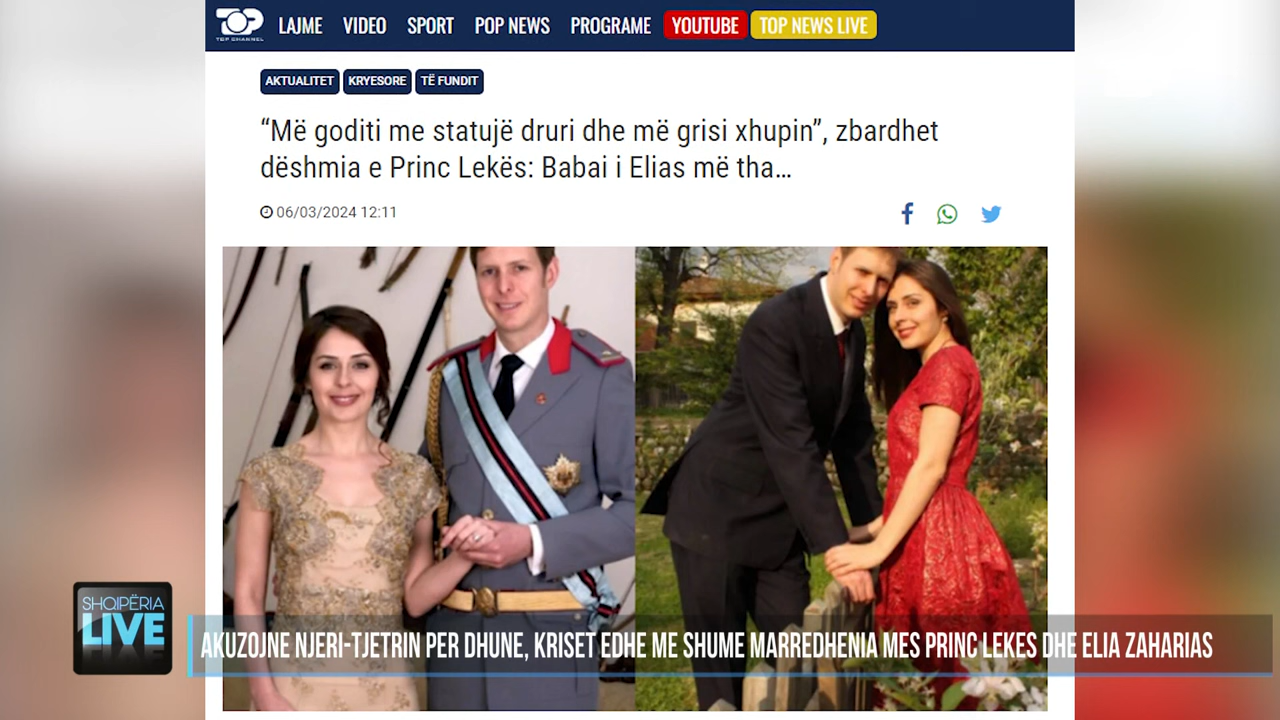 TOP
TOP CHANNEL
LAJME VIDEO SPORT POP NEWS PROGRAME YOUTUBE TOP NEWS LIVE
AKTUALITET KRYESORE TË FUNDIT
“Më goditi me statujë druri dhe më grisi xhupin”, zbardhet
dëshmia e Princ Lekës: Babai i Elias më tha...
06/03/2024 12:11
SHQIPËRIA
LIVE
AKUZOJNE NJERI-TJETRIN PER DHUNE, KRISET EDHE ME SHUME MARREDHENIA MES PRINC LEKES DHE ELIA ZAHARIAS